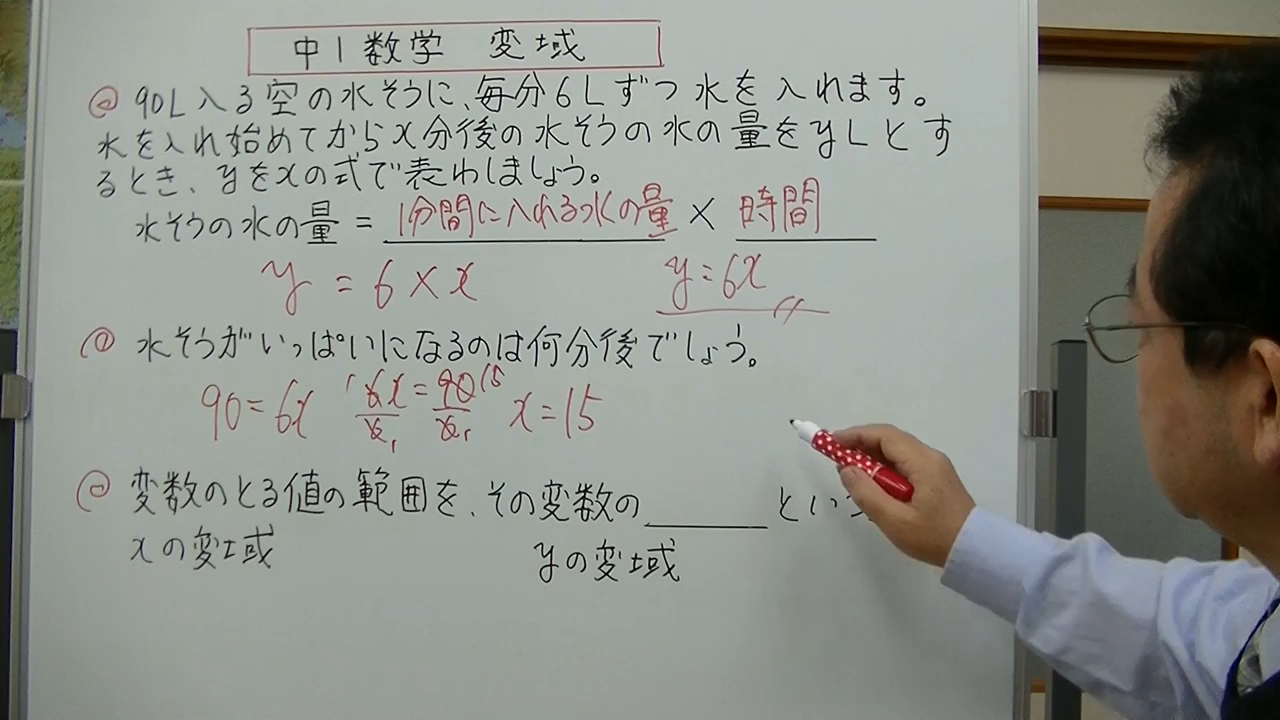 中1数学 変域
@ 90L入る空の水そうに、毎分6Lずつ水を入れます。
水を入れ始めてからx分後の水そうの水の量をyLとす
るとき、yをxの式で表わしましょう。
水そうの水の量 = 1分間に入れる水の量 × 時間
y = 6 × x y = 6x
@ 水そうがいっぱいになるのは何分後でしょう。
90 = 6x 6x/6 = 90/6 x = 15
@ 変数のとる値の範囲を、その変数の______という
xの変域 yの変域